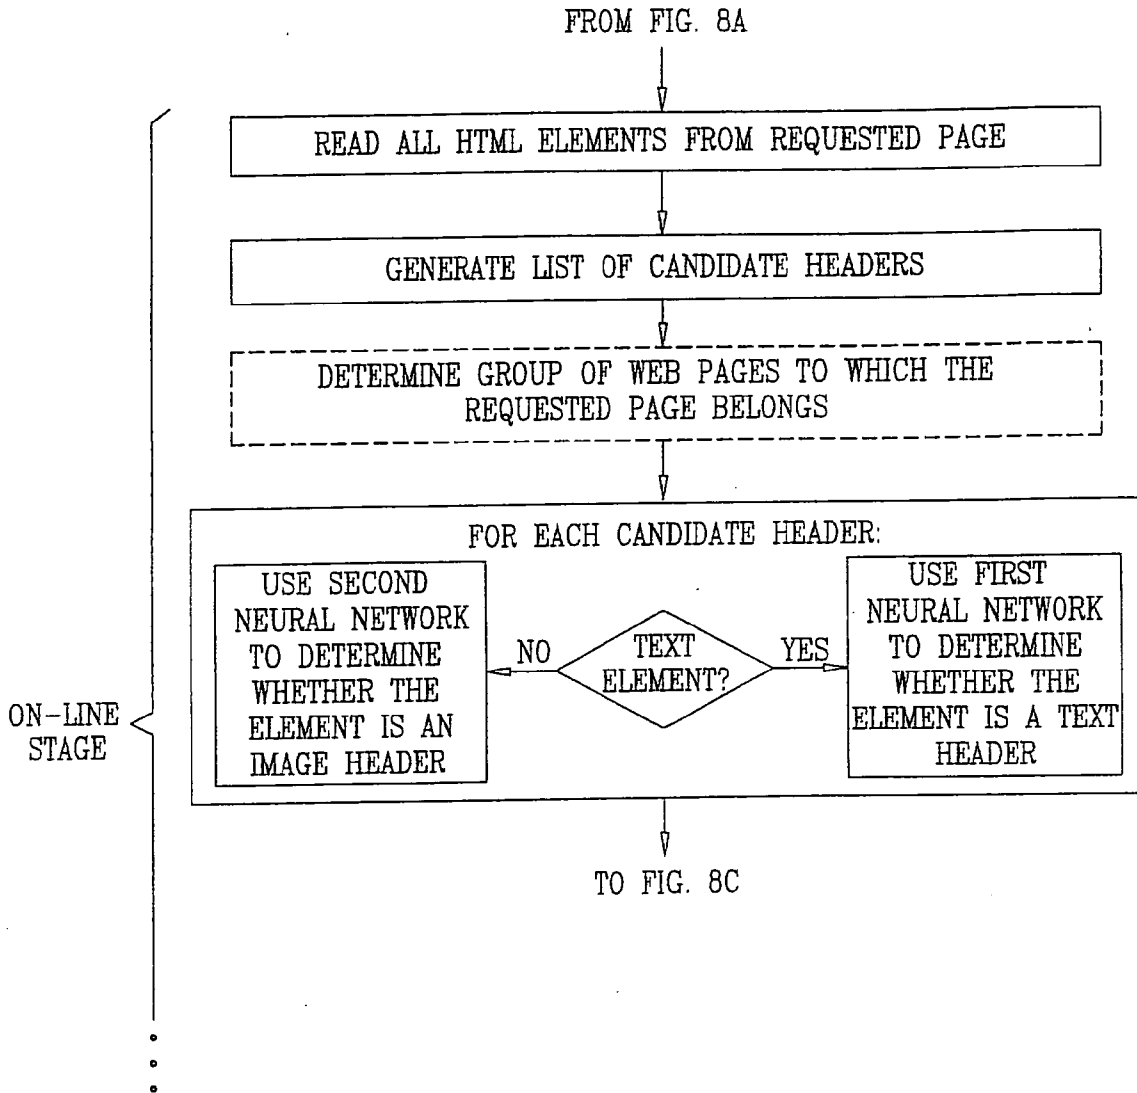 FROM FIG. 8A
READ ALL HTML ELEMENTS FROM REQUESTED PAGE
GENERATE LIST OF CANDIDATE HEADERS
DETERMINE GROUP OF WEB PAGES TO WHICH THE
REQUESTED PAGE BELONGS
FOR EACH CANDIDATE HEADER:
USE SECOND
NEURAL NETWORK
TO DETERMINE
WHETHER THE
ELEMENT IS AN
IMAGE HEADER
NO
TEXT
ELEMENT?
YES
USE FIRST
NEURAL NETWORK
TO DETERMINE
WHETHER THE
ELEMENT IS A TEXT
HEADER
ON-LINE
STAGE
TO FIG. 8C